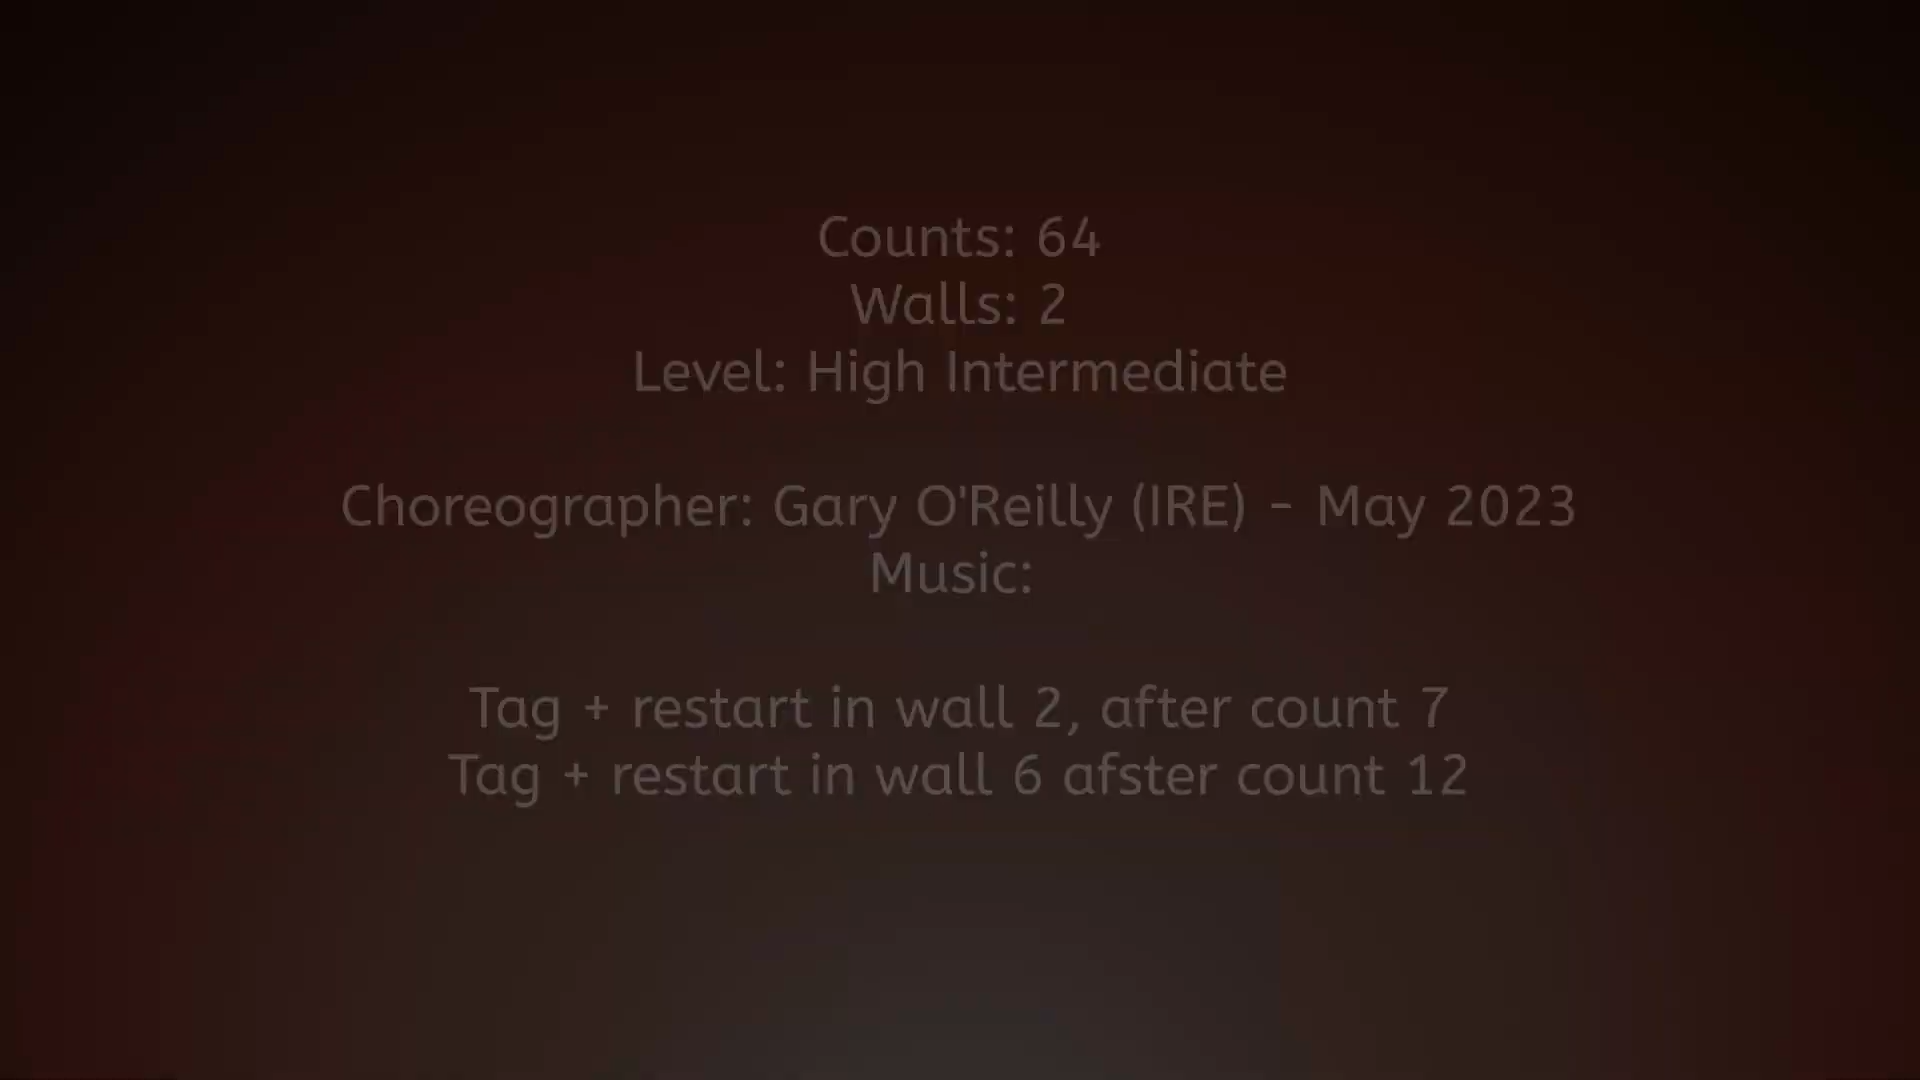 Counts: 64
Walls: 2
Level: High Intermediate
Choreographer: Gary O'Reilly (IRE) - May 2023
Music:
Tag + restart in wall 2, after count 7
Tag + restart in wall 6 afster count 12